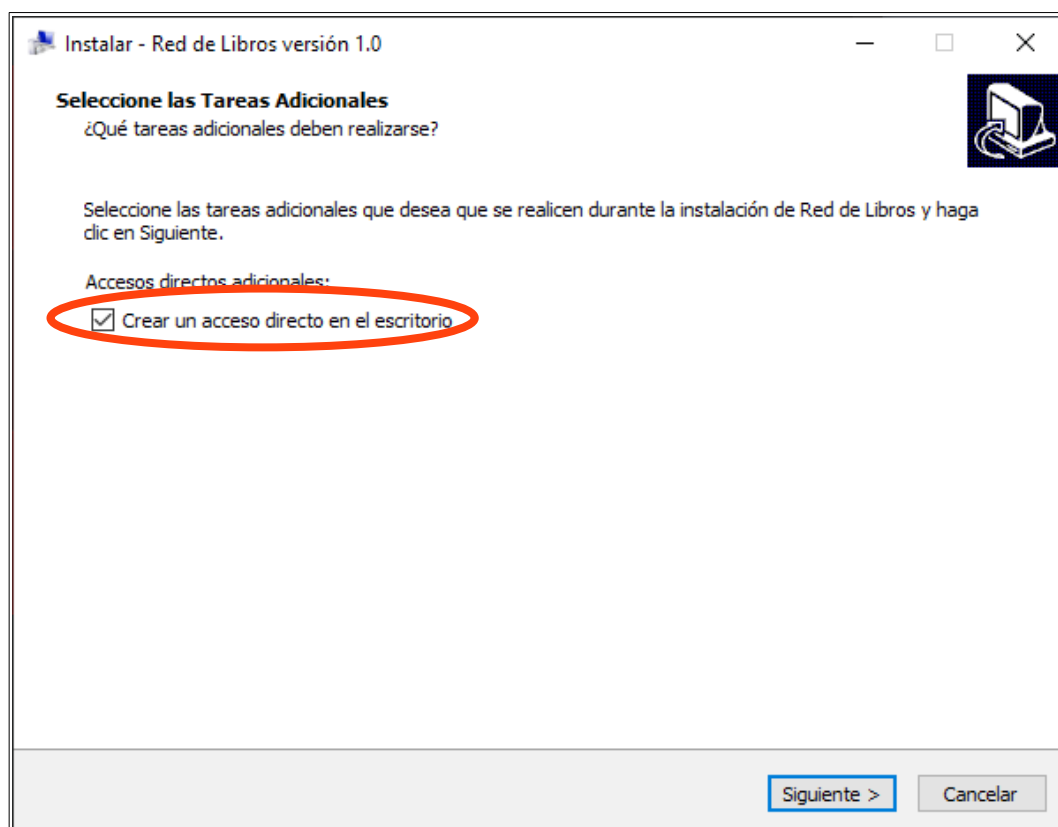 Instalar - Red de Libros versión 1.0
Seleccione las Tareas Adicionales
¿Qué tareas adicionales deben realizarse?
Seleccione las tareas adicionales que desea que se realicen durante la instalación de Red de Libros y haga
clic en Siguiente.
Accesos directos adicionales:
Crear un acceso directo en el escritorio
Siguiente >
Cancelar